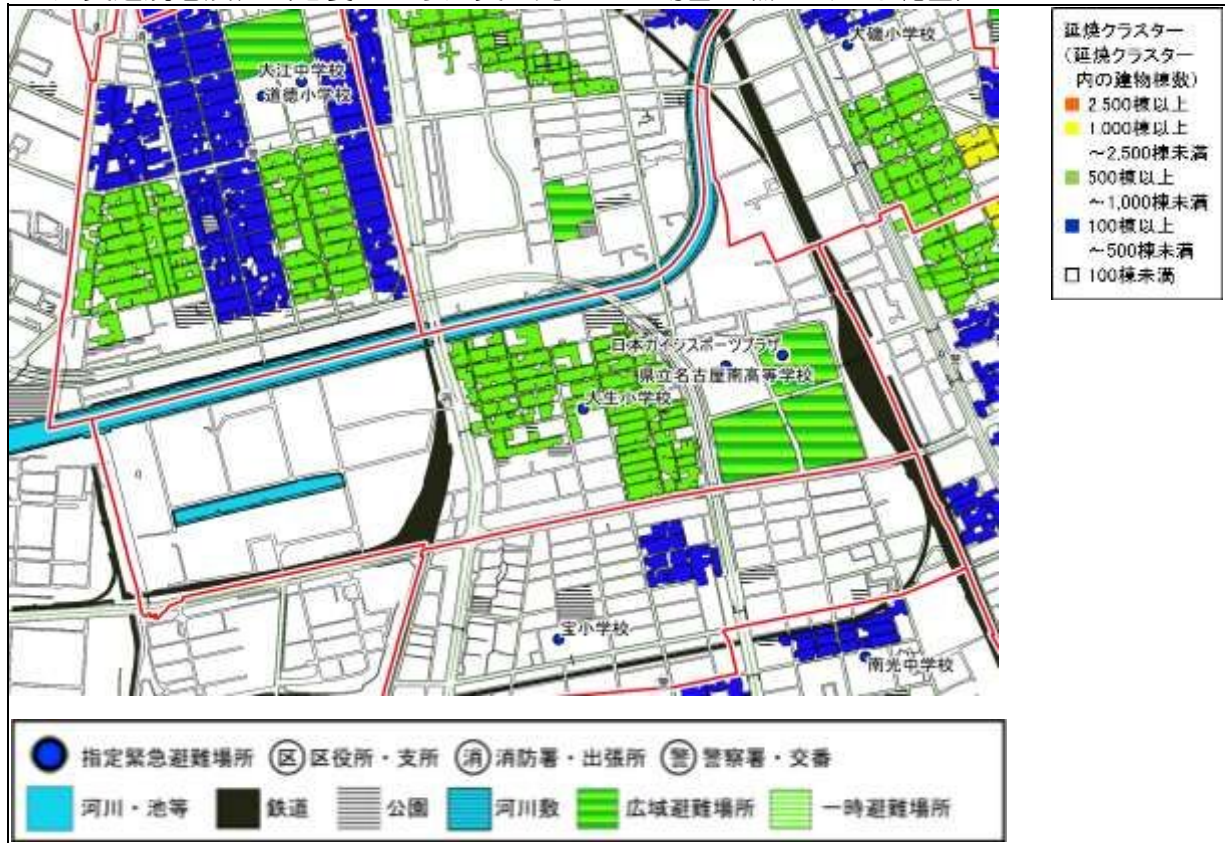 大磯小学校
大江中学校
道徳小学校
日本ガイシスポーツプラザ
県立名古屋南高等学校
大生小学校
宝小学校
南光中学校
延焼クラスター
(延焼クラスター
内の建物棟数)
2,500棟以上
1,000棟以上
～2,500棟未満
500棟以上
～1,000棟未満
100棟以上
～500棟未満
100棟未満
指定緊急避難場所 区 区役所・支所 消 消防署・出張所 警 警察署・交番
河川・池等 鉄道 公園 河川敷 広域避難場所 一時避難場所